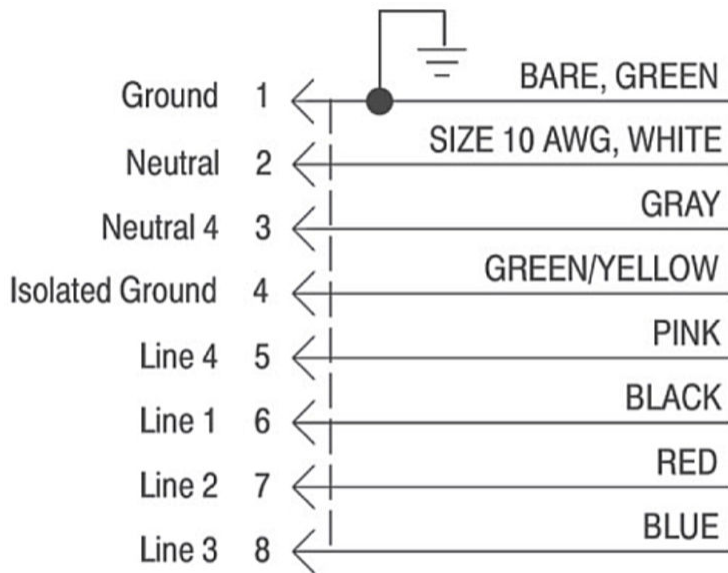 Ground 1 BARE, GREEN
Neutral 2 SIZE 10 AWG, WHITE
Neutral 4 3 GRAY
Isolated Ground 4 GREEN/YELLOW
Line 4 5 PINK
Line 1 6 BLACK
Line 2 7 RED
Line 3 8 BLUE